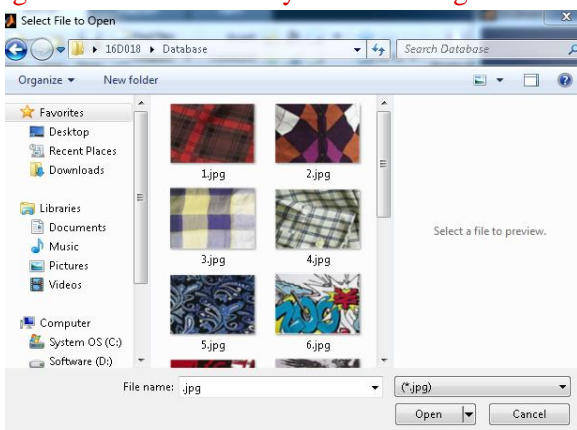 Select File to Open
16D018 ▸ Database
Search Database
Organize
New folder
Favorites
Desktop
Recent Places
Downloads
Libraries
Documents
Music
Pictures
Videos
Computer
System OS (C:)
Software (D:)
1.jpg
2.jpg
3.jpg
4.jpg
5.jpg
6.jpg
Select a file to preview.
File name:
.jpg
(*.jpg)
Open
Cancel